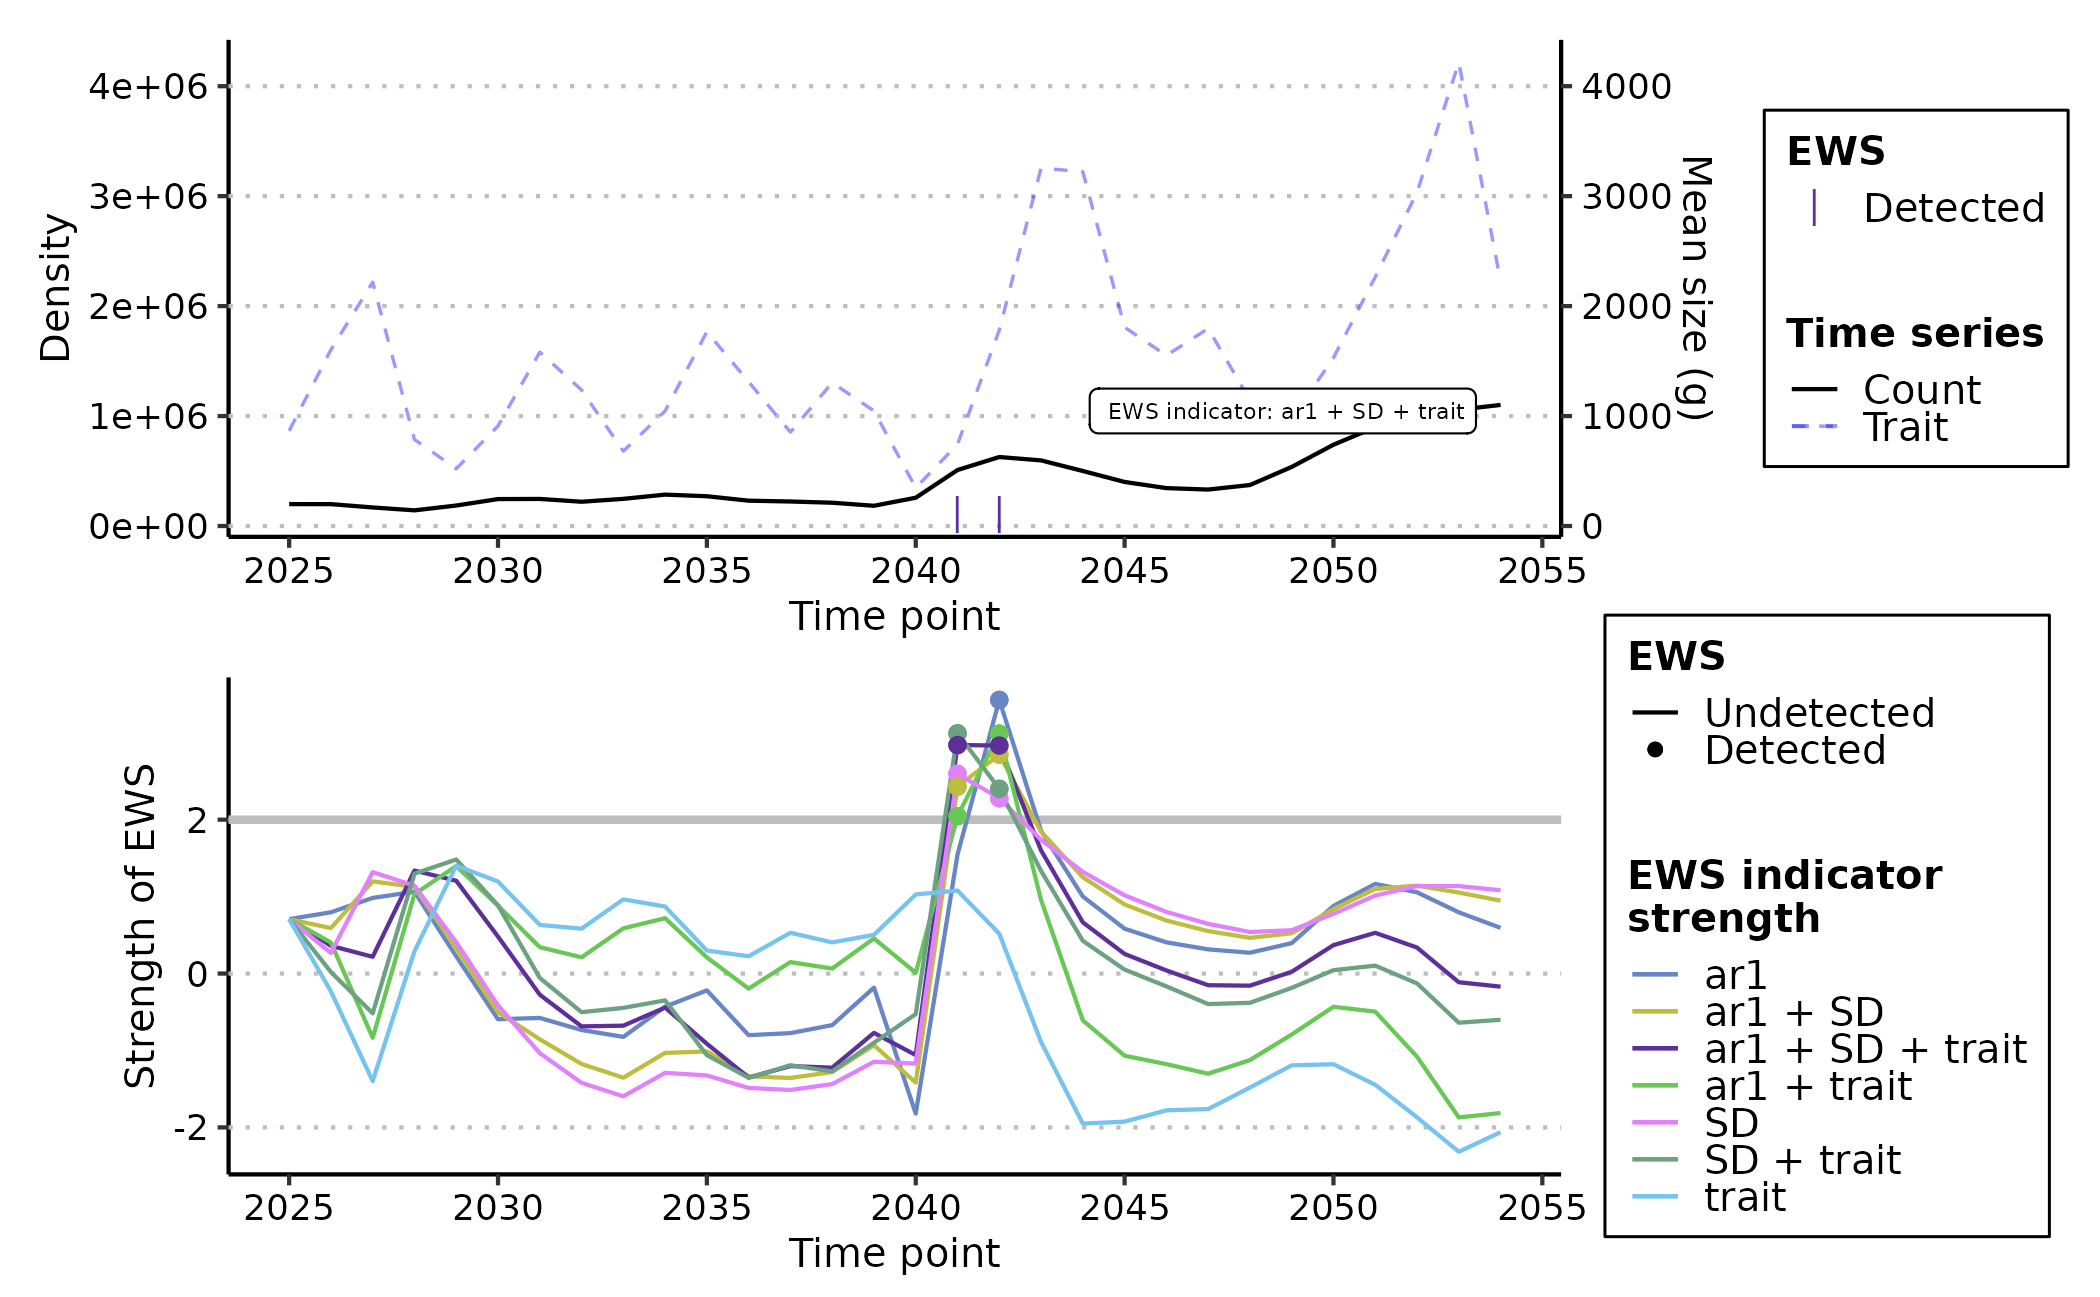 4e+06
3e+06
2e+06
1e+06
0e+00
Density
4000
3000
2000
1000
0
Mean size (g)
EWS indicator: ar1 + SD + trait
2025 2030 2035 2040 2045 2050 2055
Time point
EWS
Detected
Time series
Count
Trait
2
0
-2
Strength of EWS
2025 2030 2035 2040 2045 2050 2055
Time point
EWS
Undetected
Detected
EWS indicator
strength
ar1
ar1 + SD
ar1 + SD + trait
ar1 + trait
SD
SD + trait
trait